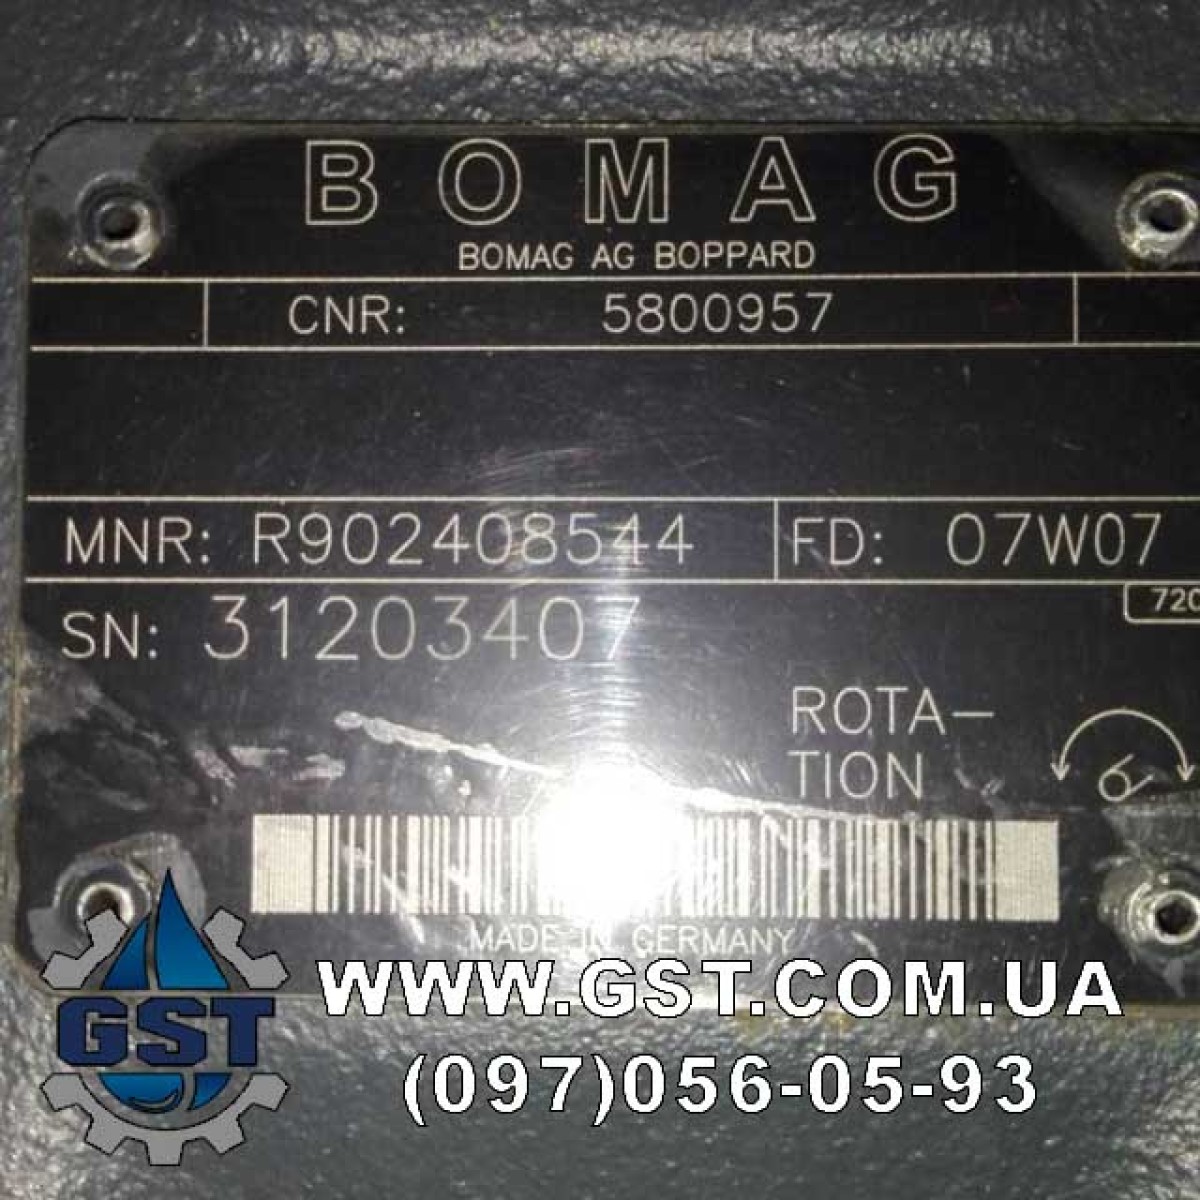 BOMAG
BOMAG AG BOPPARD
CNR: 5800957
MNR: R902408544 FD: 07W07
SN: 31203407
720
ROTA-
TION
MADE IN GERMANY
GST
WWW.GST.COM.UA
(097)056-05-93